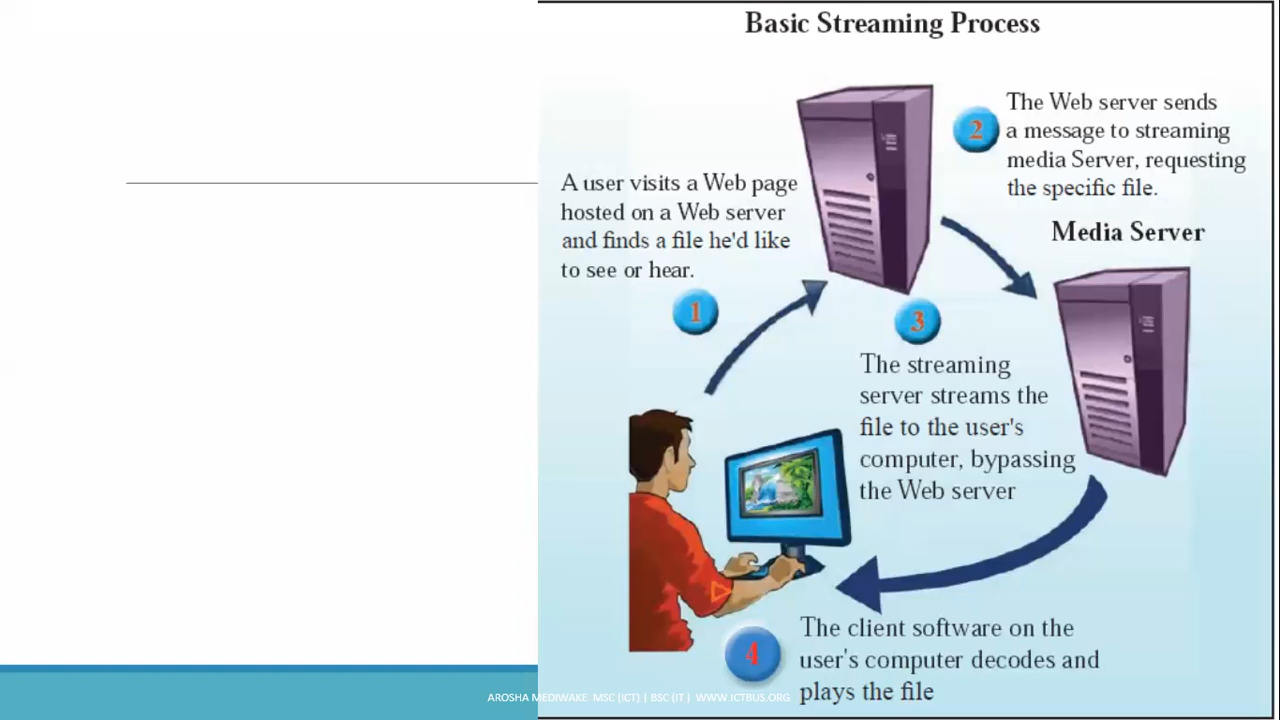 Basic Streaming Process
A user visits a Web page
hosted on a Web server
and finds a file he'd like
to see or hear.
1
2
The Web server sends
a message to streaming
media Server, requesting
the specific file.
Media Server
3
The streaming
server streams the
file to the user's
computer, bypassing
the Web server
4
The client software on the
user's computer decodes and
plays the file
AROSHA MEDIWAKE MSC (ICT) | BSC (IT ) WWW.ICTBUS.ORG